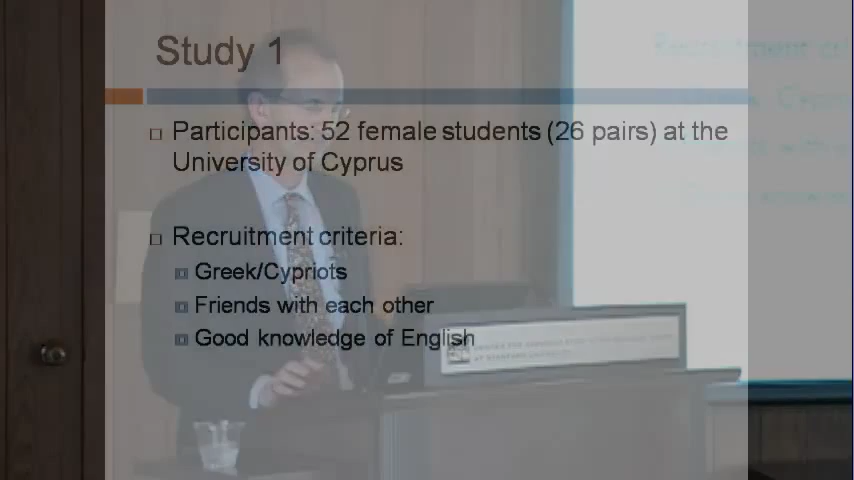 Study 1
Participants: 52 female students (26 pairs) at the
University of Cyprus
Recruitment criteria:
Greek/Cypriots
Friends with each other
Good knowledge of English